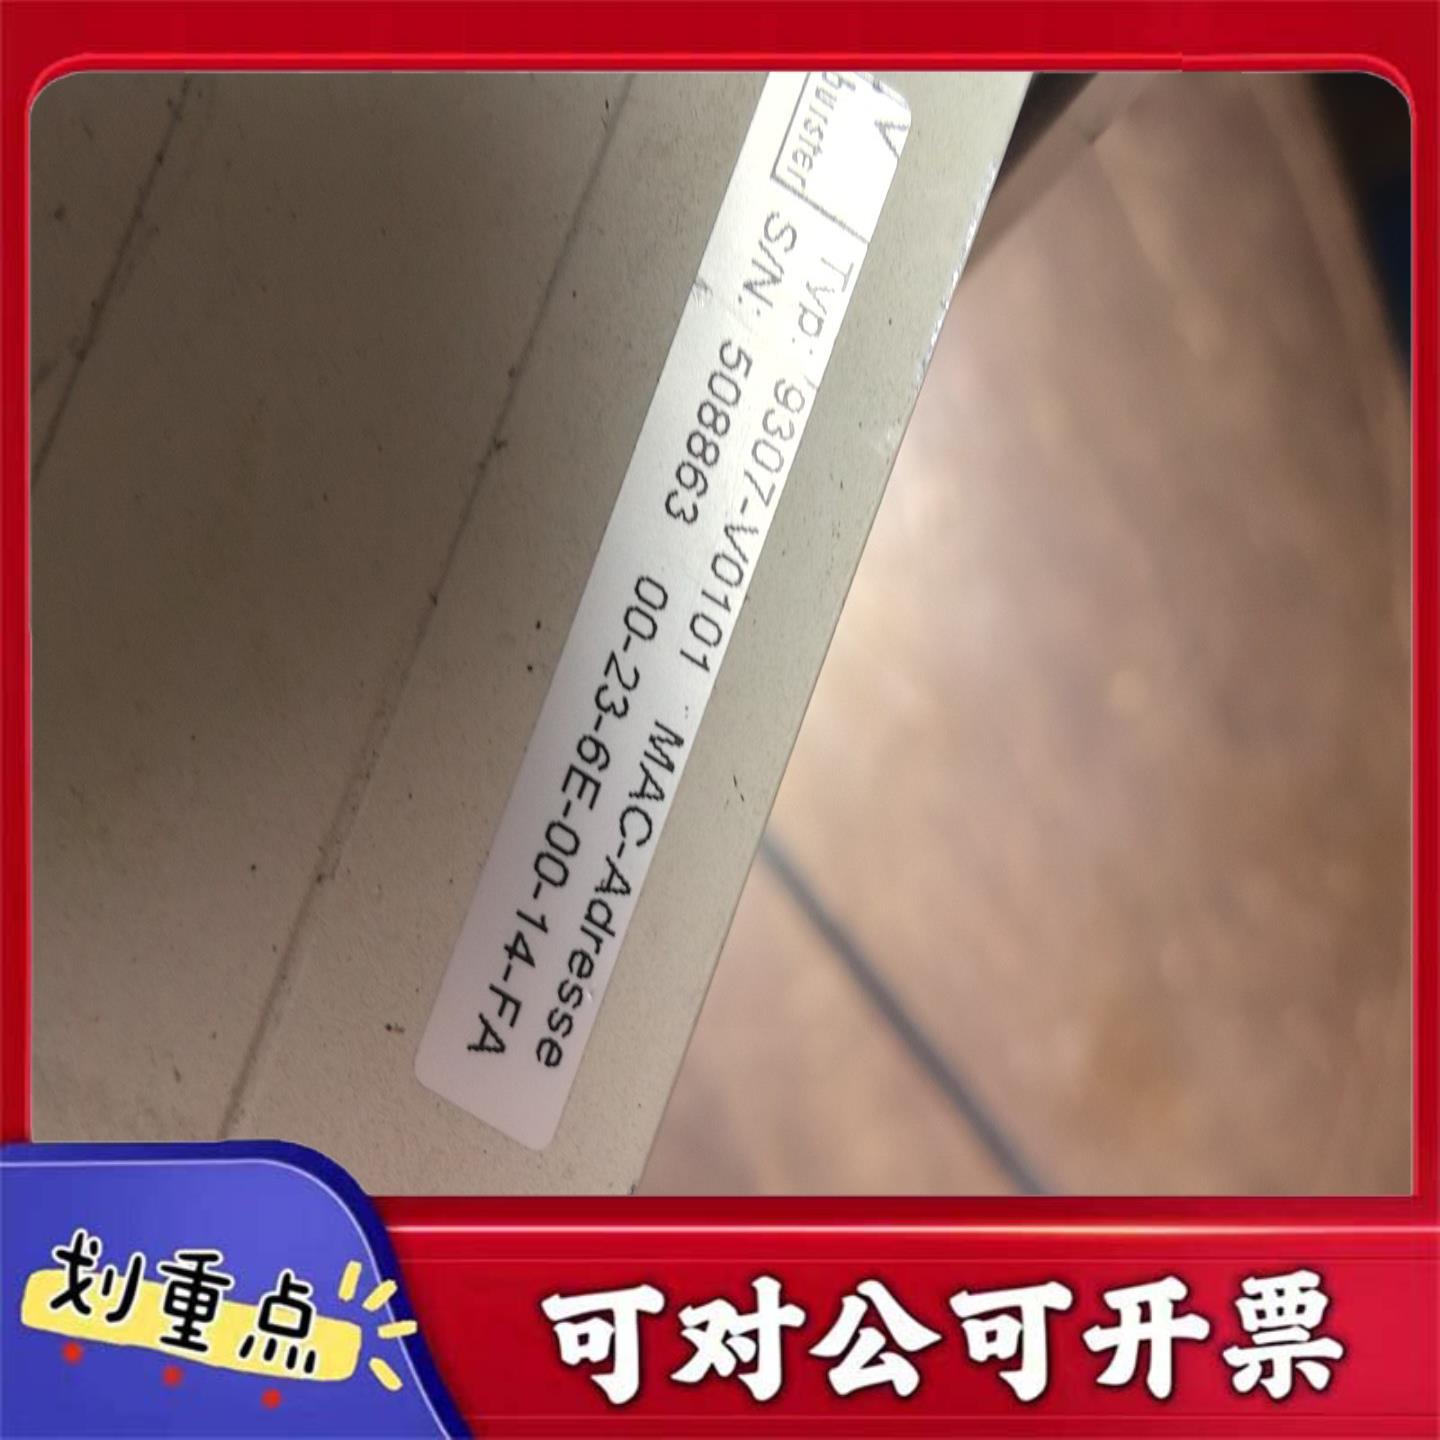 burster
Typ: 9307-V0101 MAC-Adresse
S/N: 508863 00-23-6E-00-14-FA
划重点
可对公可开票